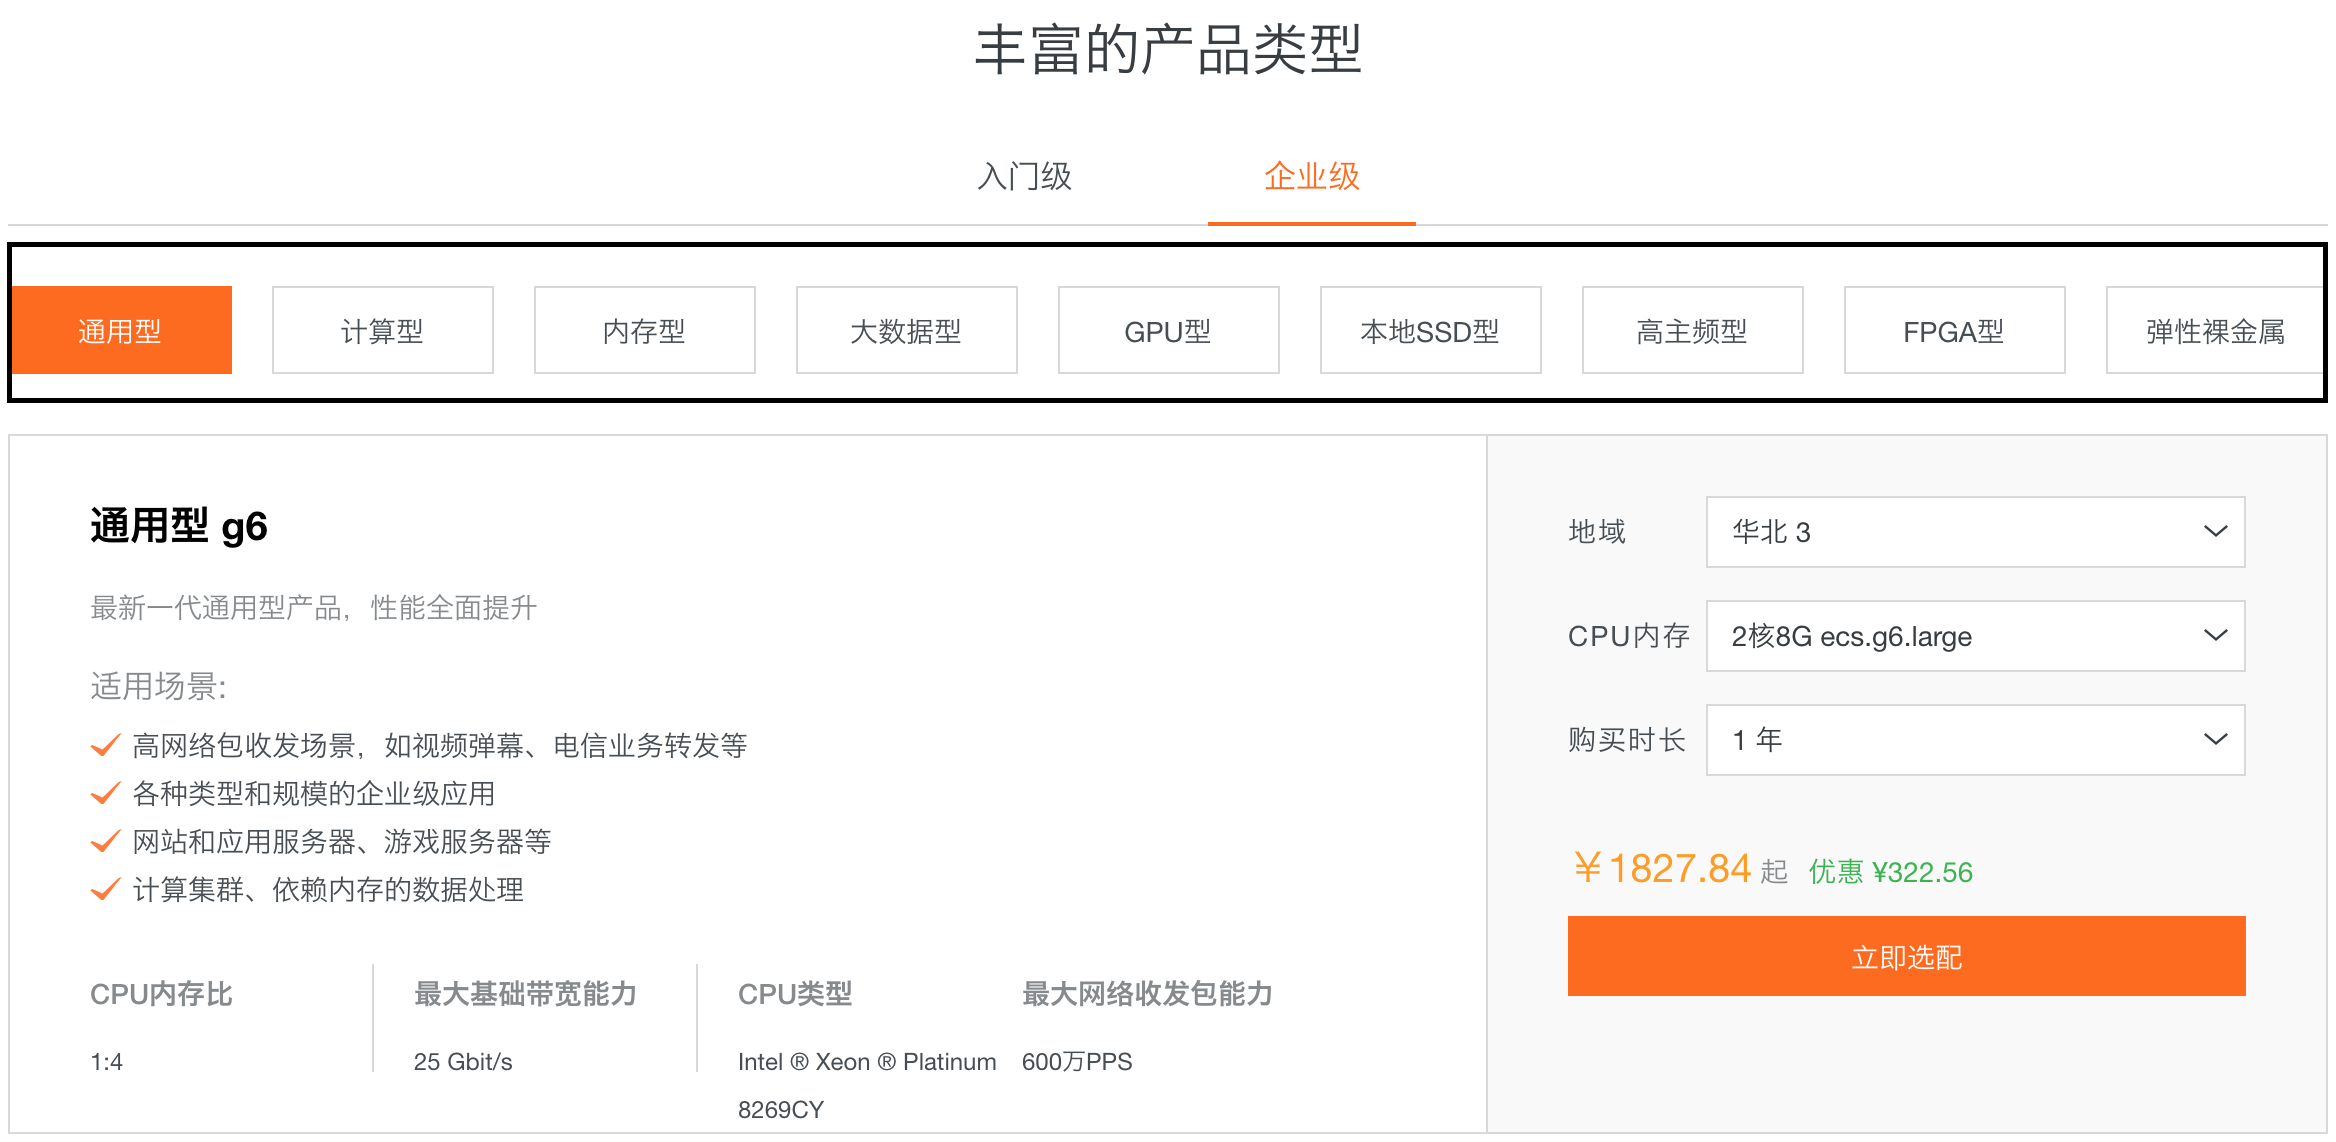 丰富的产品类型
入门级
企业级
通用型
计算型
内存型
大数据型
GPU型
本地SSD型
高主频型
FPGA型
弹性裸金属
通用型 g6
最新一代通用型产品，性能全面提升
适用场景:
高网络包收发场景，如视频弹幕、电信业务转发等
各种类型和规模的企业级应用
网站和应用服务器、游戏服务器等
计算集群、依赖内存的数据处理
CPU内存比
1:4
最大基础带宽能力
25 Gbit/s
CPU类型
Intel ® Xeon ® Platinum
8269CY
最大网络收发包能力
600万PPS
地域
华北 3
CPU内存
2核8G ecs.g6.large
购买时长
1 年
￥1827.84 起 优惠 ¥322.56
立即选配